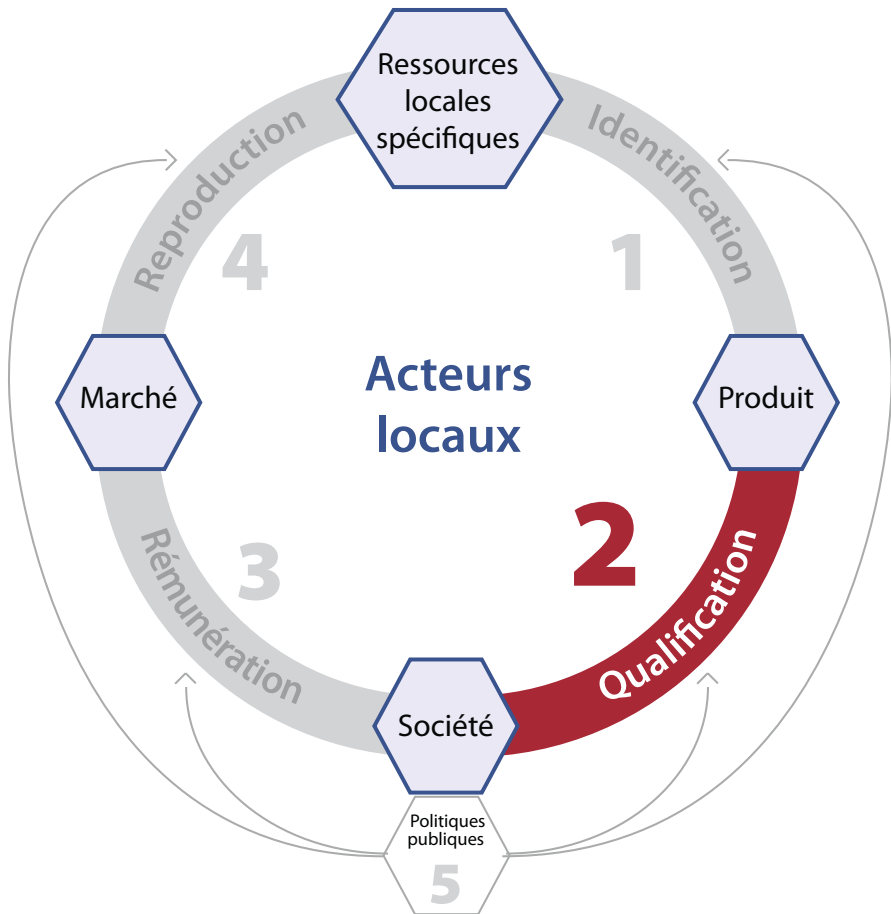 Ressources
locales
spécifiques
Identification
1
Produit
2
Qualification
Société
3
Rémunération
Marché
4
Reproduction
Acteurs
locaux
Politiques
publiques
5